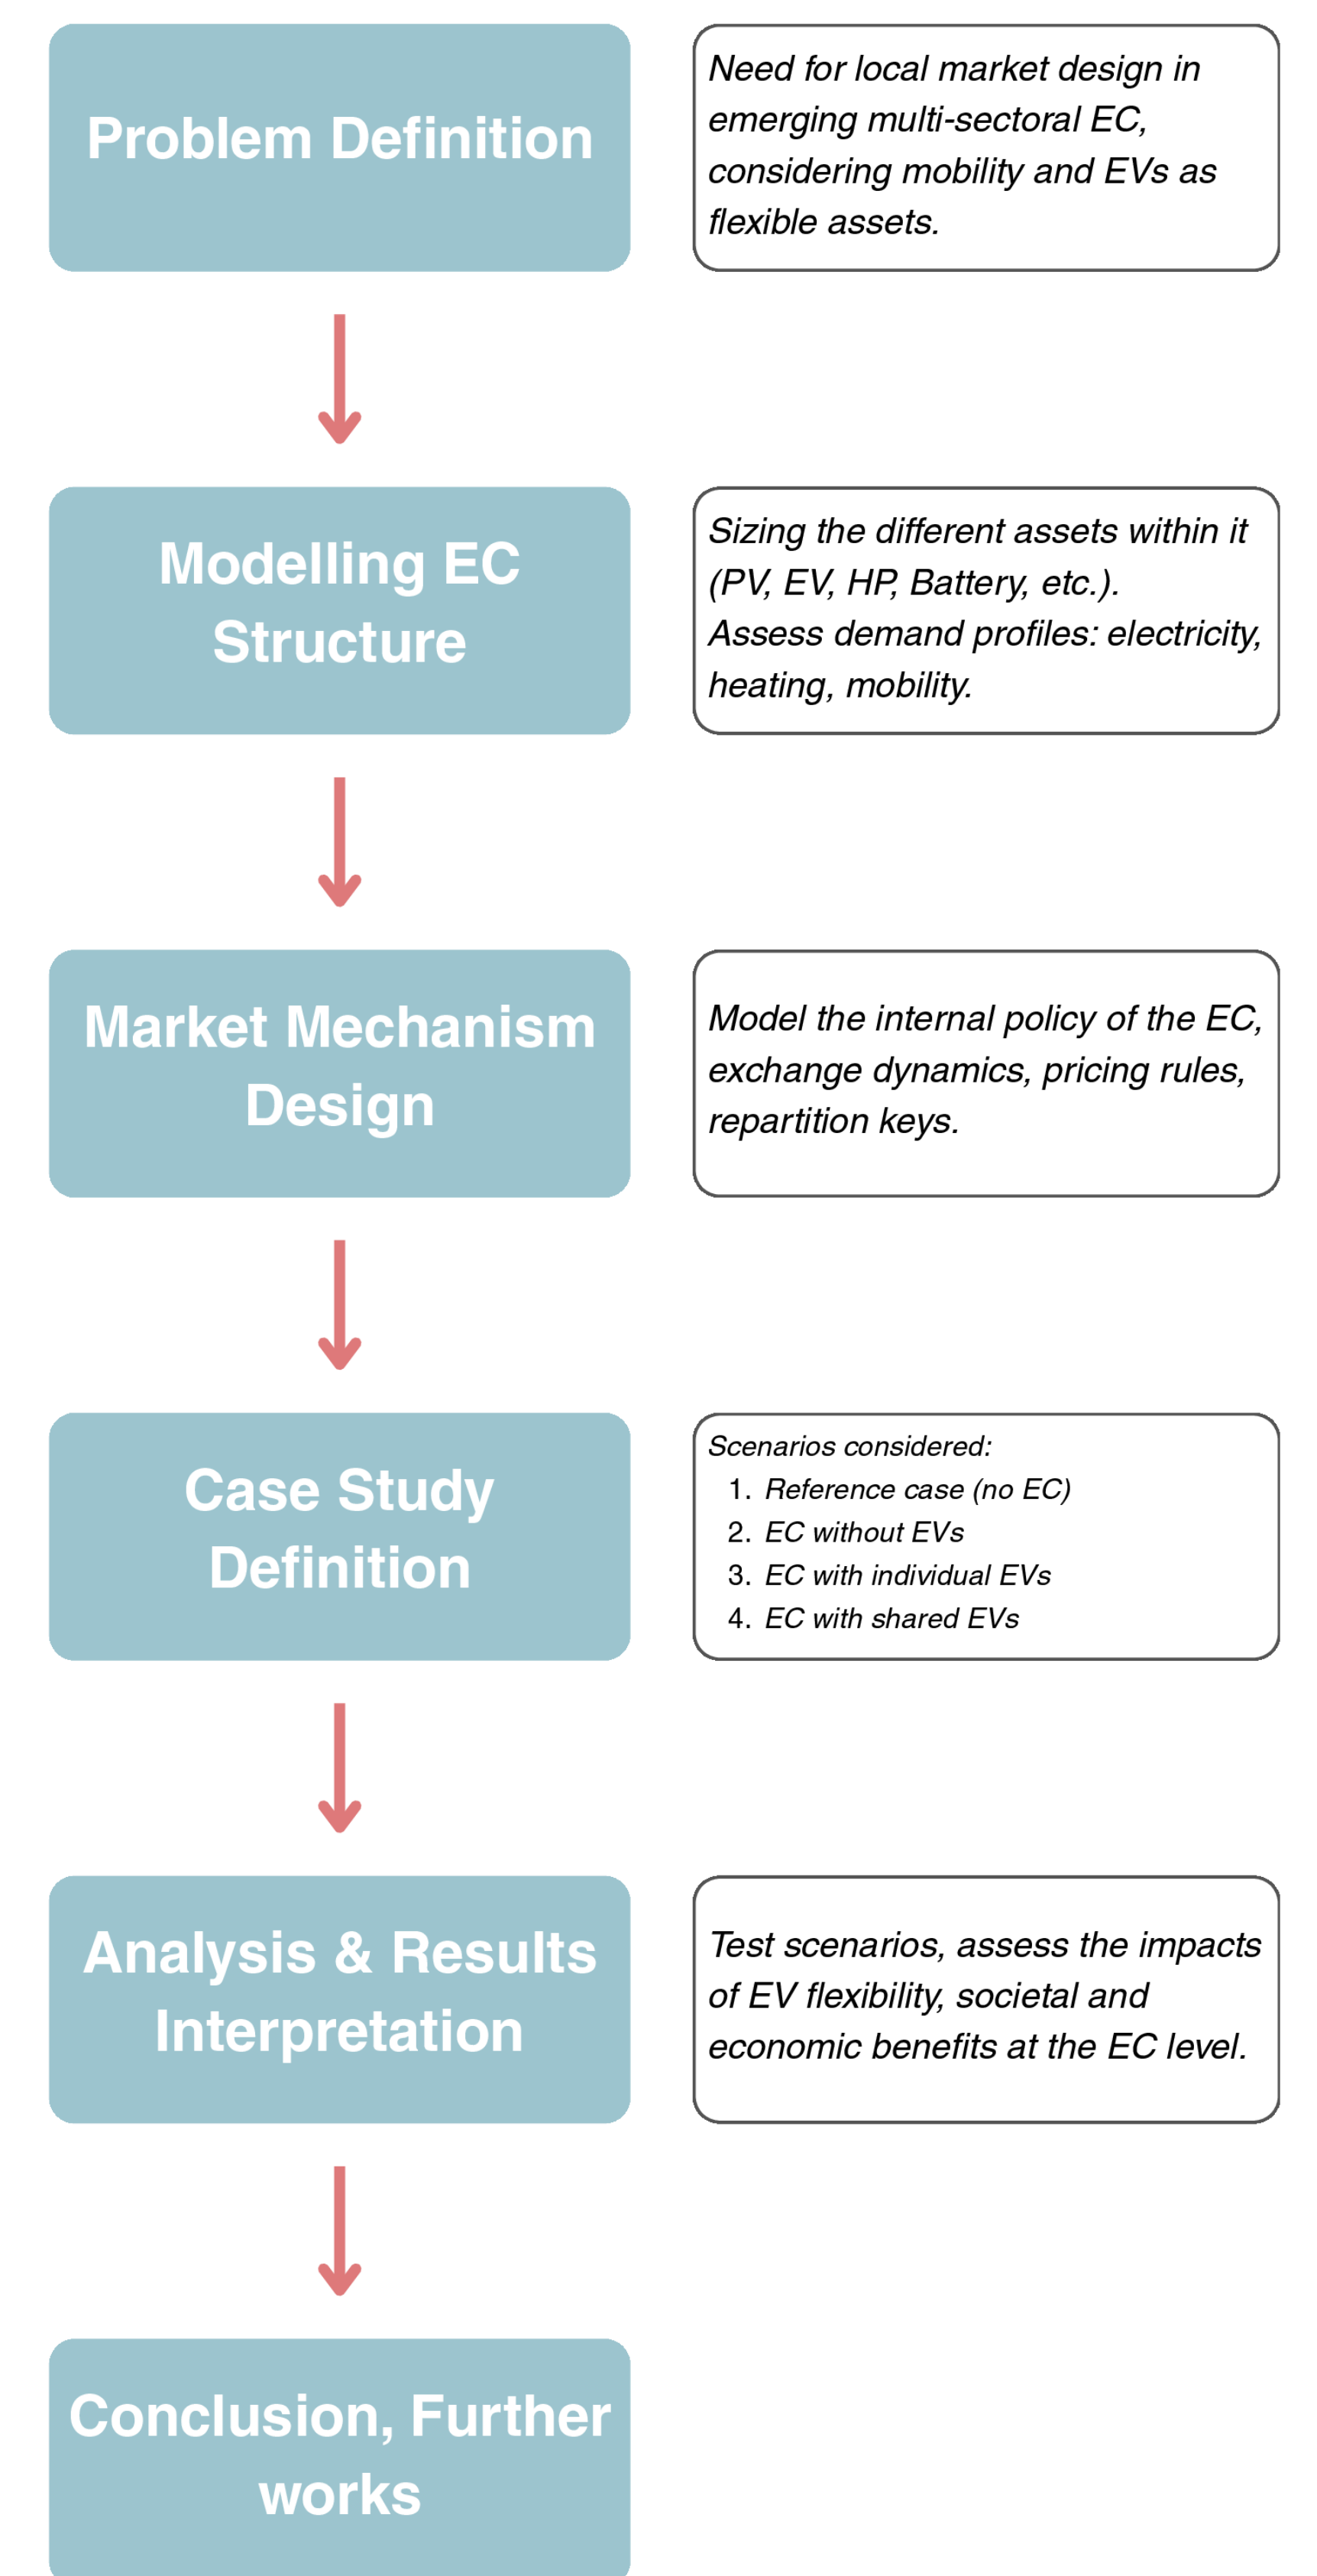 Problem Definition
Need for local market design in
emerging multi-sectoral EC,
considering mobility and EVs as
flexible assets.
Modelling EC
Structure
Sizing the different assets within it
(PV, EV, HP, Battery, etc.).
Assess demand profiles: electricity,
heating, mobility.
Market Mechanism
Design
Model the internal policy of the EC,
exchange dynamics, pricing rules,
repartition keys.
Case Study
Definition
Scenarios considered:
1. Reference case (no EC)
2. EC without EVs
3. EC with individual EVs
4. EC with shared EVs
Analysis & Results
Interpretation
Test scenarios, assess the impacts
of EV flexibility, societal and
economic benefits at the EC level.
Conclusion, Further
works